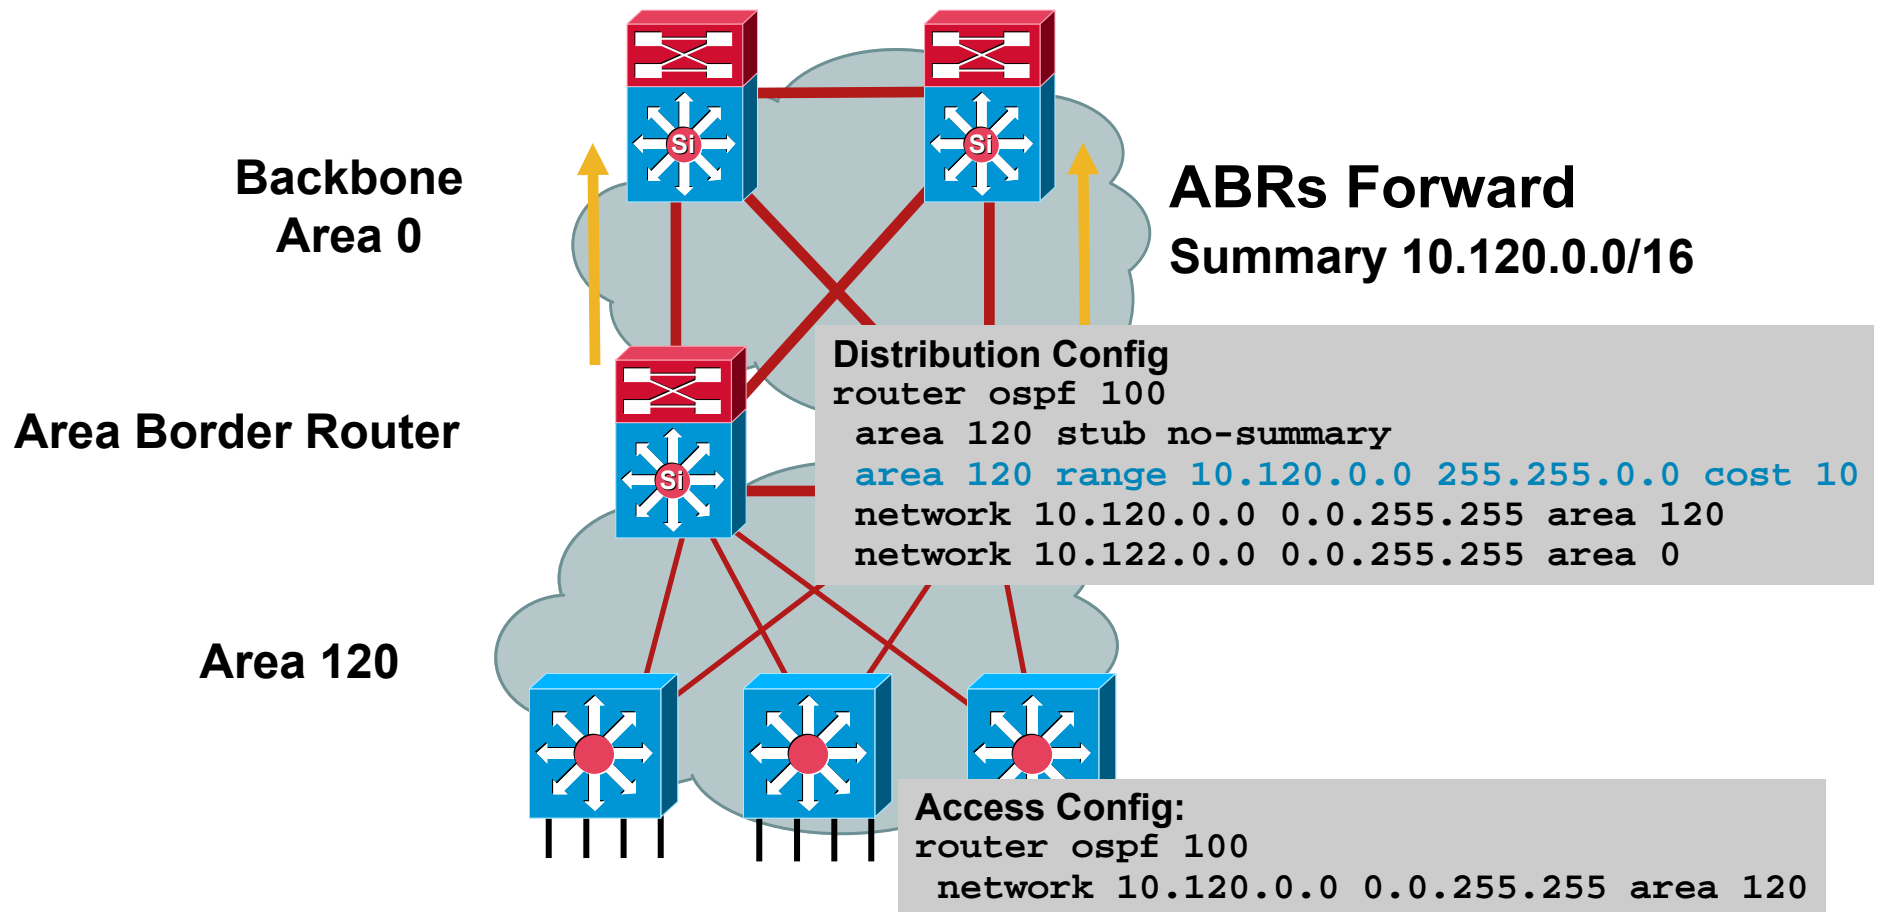 Si
Si
Backbone
Area 0
ABRs Forward
Summary 10.120.0.0/16
Distribution Config
router ospf 100
area 120 stub no-summary
area 120 range 10.120.0.0 255.255.0.0 cost 10
network 10.120.0.0 0.0.255.255 area 120
network 10.122.0.0 0.0.255.255 area 0
Area Border Router
Si
Area 120
Access Config:
router ospf 100
network 10.120.0.0 0.0.255.255 area 120